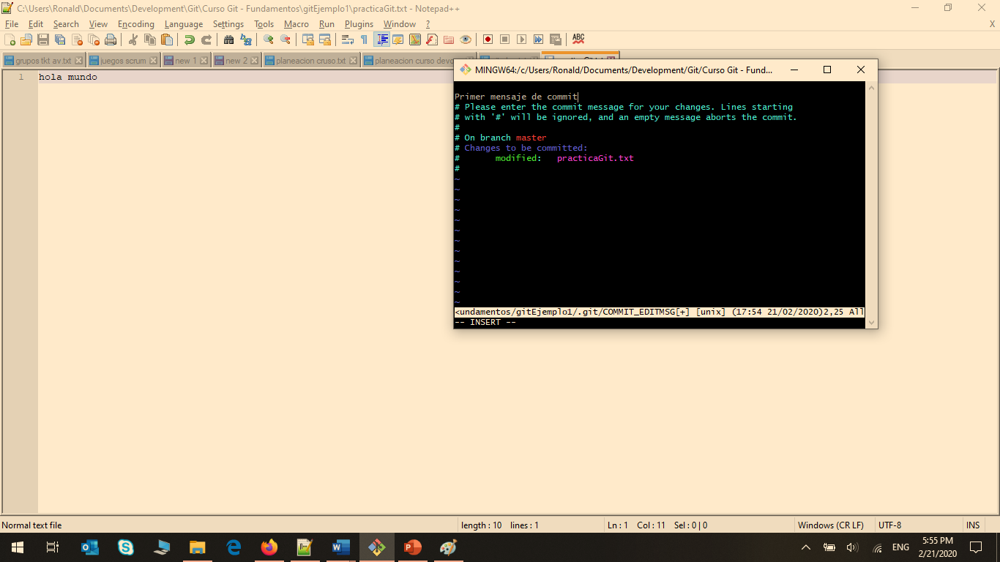 C:\Users\Ronald\Documents\Development\Git\Curso Git - Fundamentos\gitEjemplo1\practicaGit.txt - Notepad++
File Edit Search View Encoding Language Settings Tools Macro Run Plugins Window ? X
grupos tkt av.txt juegos scrum new 1 new 2 planeacion cruso.txt planeacion curso devo
1 hola mundo
MINGW64:/c/Users/Ronald/Documents/Development/Git/Curso Git - Fund...
Primer mensaje de commit
# Please enter the commit message for your changes. Lines starting
# with '#' will be ignored, and an empty message aborts the commit.
#
# On branch master
# Changes to be committed:
# modified: practicaGit.txt
#
~
~
~
~
~
~
~
~
~
~
~
~
~
<undamentos/gitEjemplo1/.git/COMMIT_EDITMSG[+] [unix] (17:54 21/02/2020)2,25 All
-- INSERT --
Normal text file length : 10 lines : 1 Ln : 1 Col : 11 Sel : 0 | 0 Windows (CR LF) UTF-8 INS
ENG
5:55 PM
2/21/2020